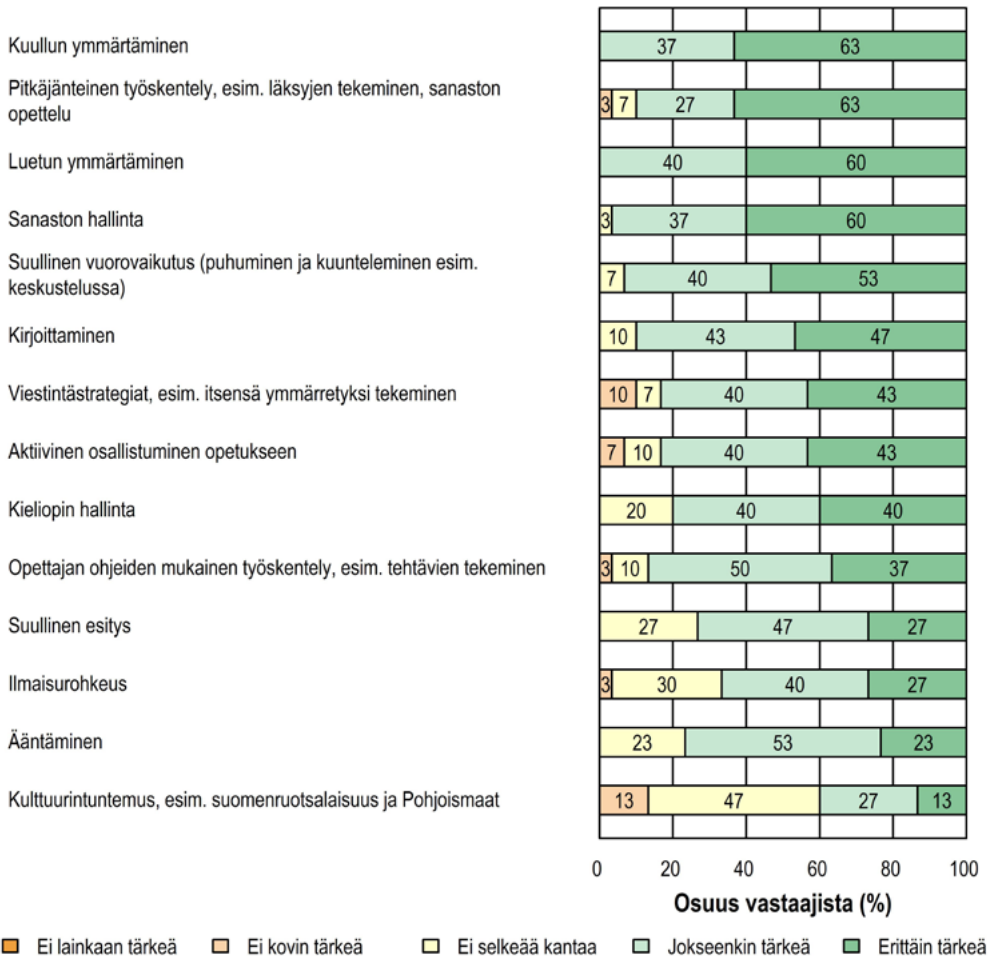 Kuullun ymmärtäminen
37 63
Pitkäjänteinen työskentely, esim. läksyjen tekeminen, sanaston
opettelu
3 7 27 63
Luetun ymmärtäminen
40 60
Sanaston hallinta
3 37 60
Suullinen vuorovaikutus (puhuminen ja kuunteleminen esim.
keskustelussa)
7 40 53
Kirjoittaminen
10 43 47
Viestintästrategiat, esim. itsensä ymmärretyksi tekeminen
10 7 40 43
Aktiivinen osallistuminen opetukseen
7 10 40 43
Kieliopin hallinta
20 40 40
Opettajan ohjeiden mukainen työskentely, esim. tehtävien tekeminen
3 10 50 37
Suullinen esitys
27 47 27
Ilmaisurohkeus
3 30 40 27
Ääntäminen
23 53 23
Kulttuurintuntemus, esim. suomenruotsalaisuus ja Pohjoismaat
13 47 27 13
0 20 40 60 80 100
Osuus vastaajista (%)
Ei lainkaan tärkeä Ei kovin tärkeä Ei selkeää kantaa Jokseenkin tärkeä Erittäin tärkeä